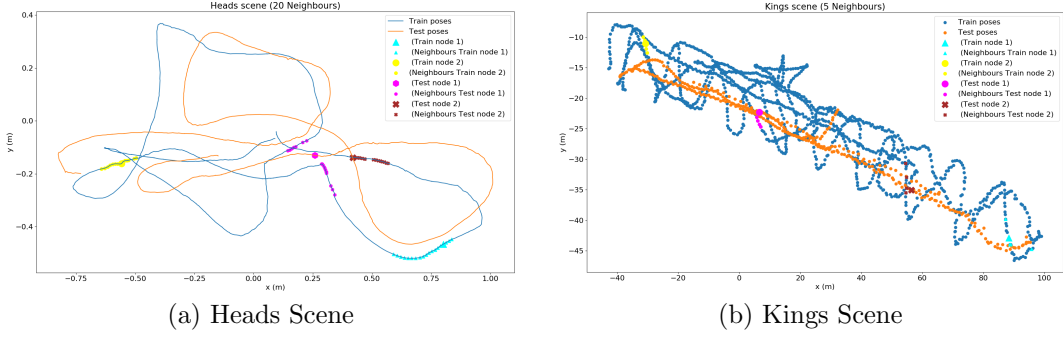 Heads scene (20 Neighbours)
0.4
0.2
0.0
−0.2
−0.4
y (m)
−0.75
−0.50
−0.25
0.00
0.25
0.50
0.75
1.00
x (m)
Train poses
Test poses
(Train node 1)
(Neighbours Train node 1)
(Train node 2)
(Neighbours Train node 2)
(Test node 1)
(Neighbours Test node 1)
(Test node 2)
(Neighbours Test node 2)
(a) Heads Scene
Kings scene (5 Neighbours)
−10
−15
−20
−25
−30
−35
−40
−45
y (m)
−40
−20
0
20
40
60
80
100
x (m)
Train poses
Test poses
(Train node 1)
(Neighbours Train node 1)
(Train node 2)
(Neighbours Train node 2)
(Test node 1)
(Neighbours Test node 1)
(Test node 2)
(Neighbours Test node 2)
(b) Kings Scene